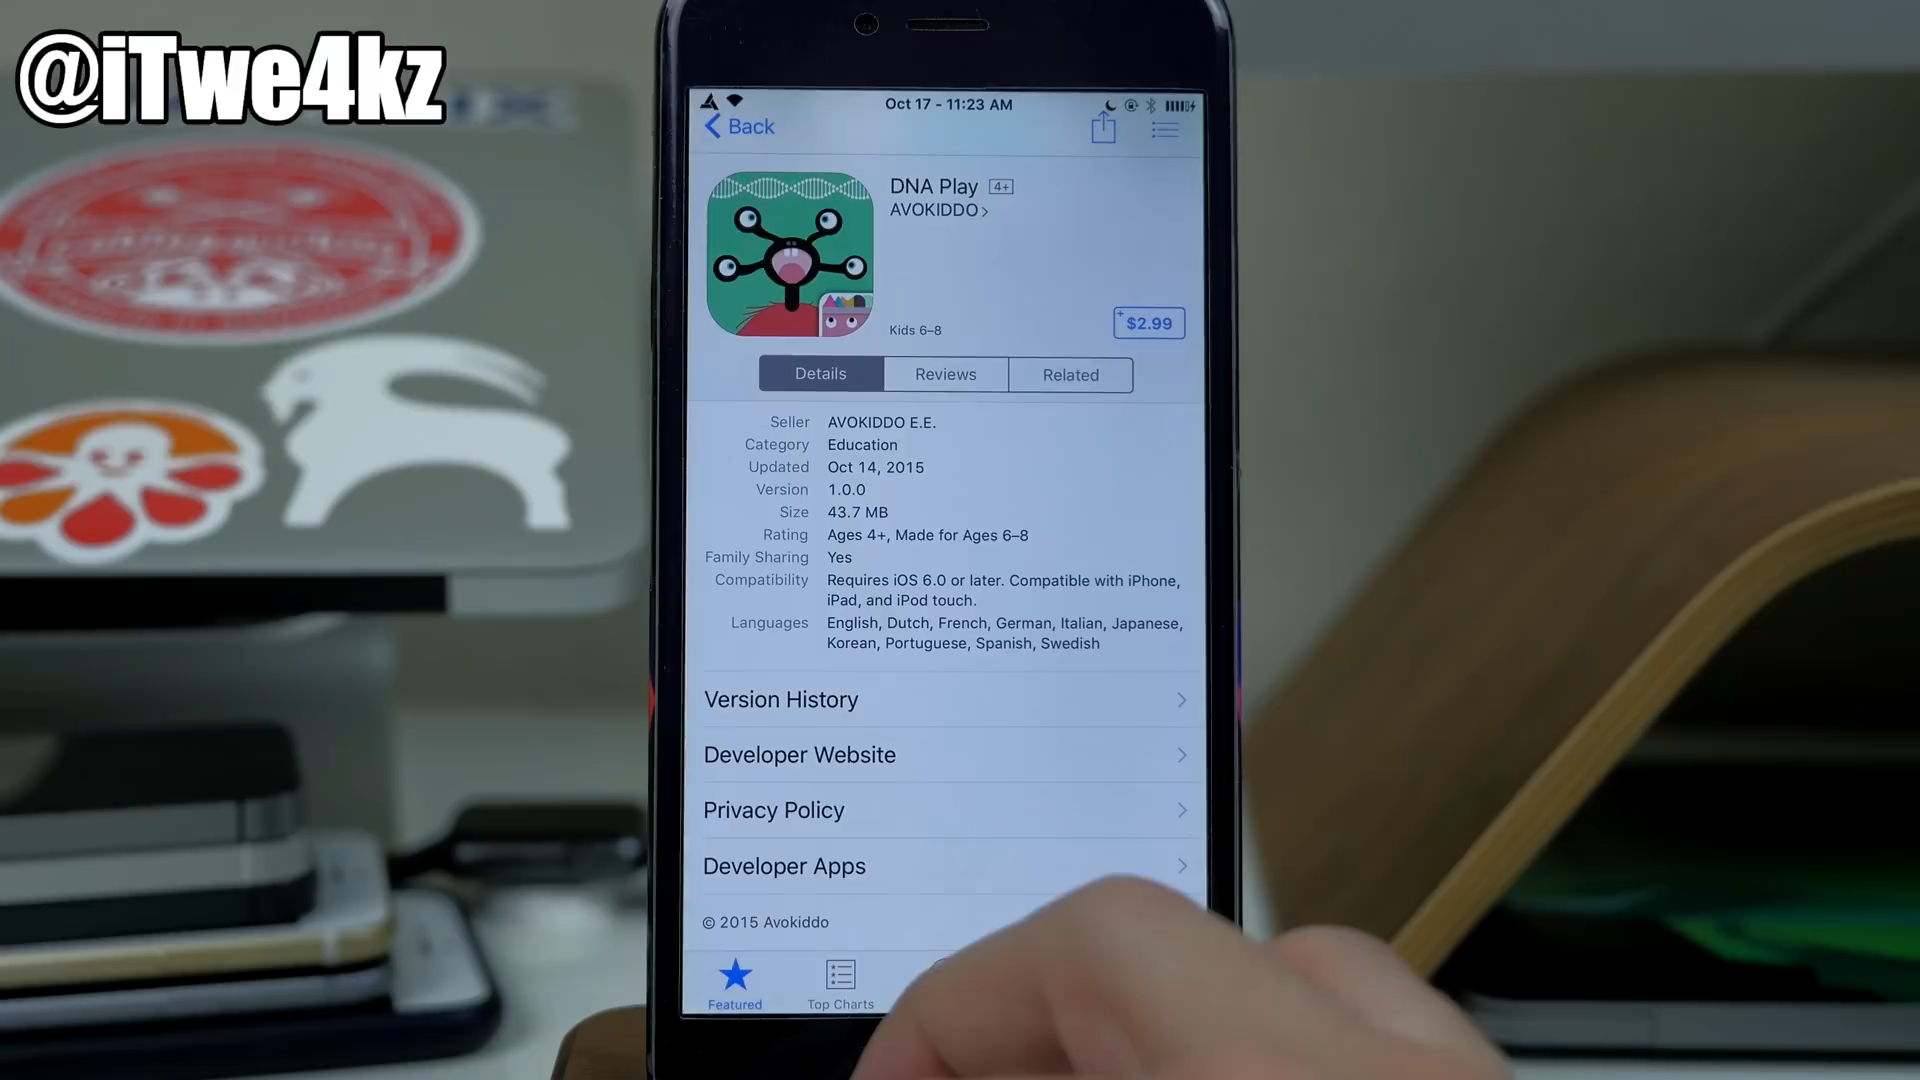 @iTwe4kz
Oct 17 - 11:23 AM
Back
DNA Play 4+
AVOKIDDO
Kids 6–8
+ $2.99
Details Reviews Related
Seller AVOKIDDO E.E.
Category Education
Updated Oct 14, 2015
Version 1.0.0
Size 43.7 MB
Rating Ages 4+, Made for Ages 6–8
Family Sharing Yes
Compatibility Requires iOS 6.0 or later. Compatible with iPhone,
iPad, and iPod touch.
Languages English, Dutch, French, German, Italian, Japanese,
Korean, Portuguese, Spanish, Swedish
Version History
Developer Website
Privacy Policy
Developer Apps
© 2015 Avokiddo
Featured Top Charts